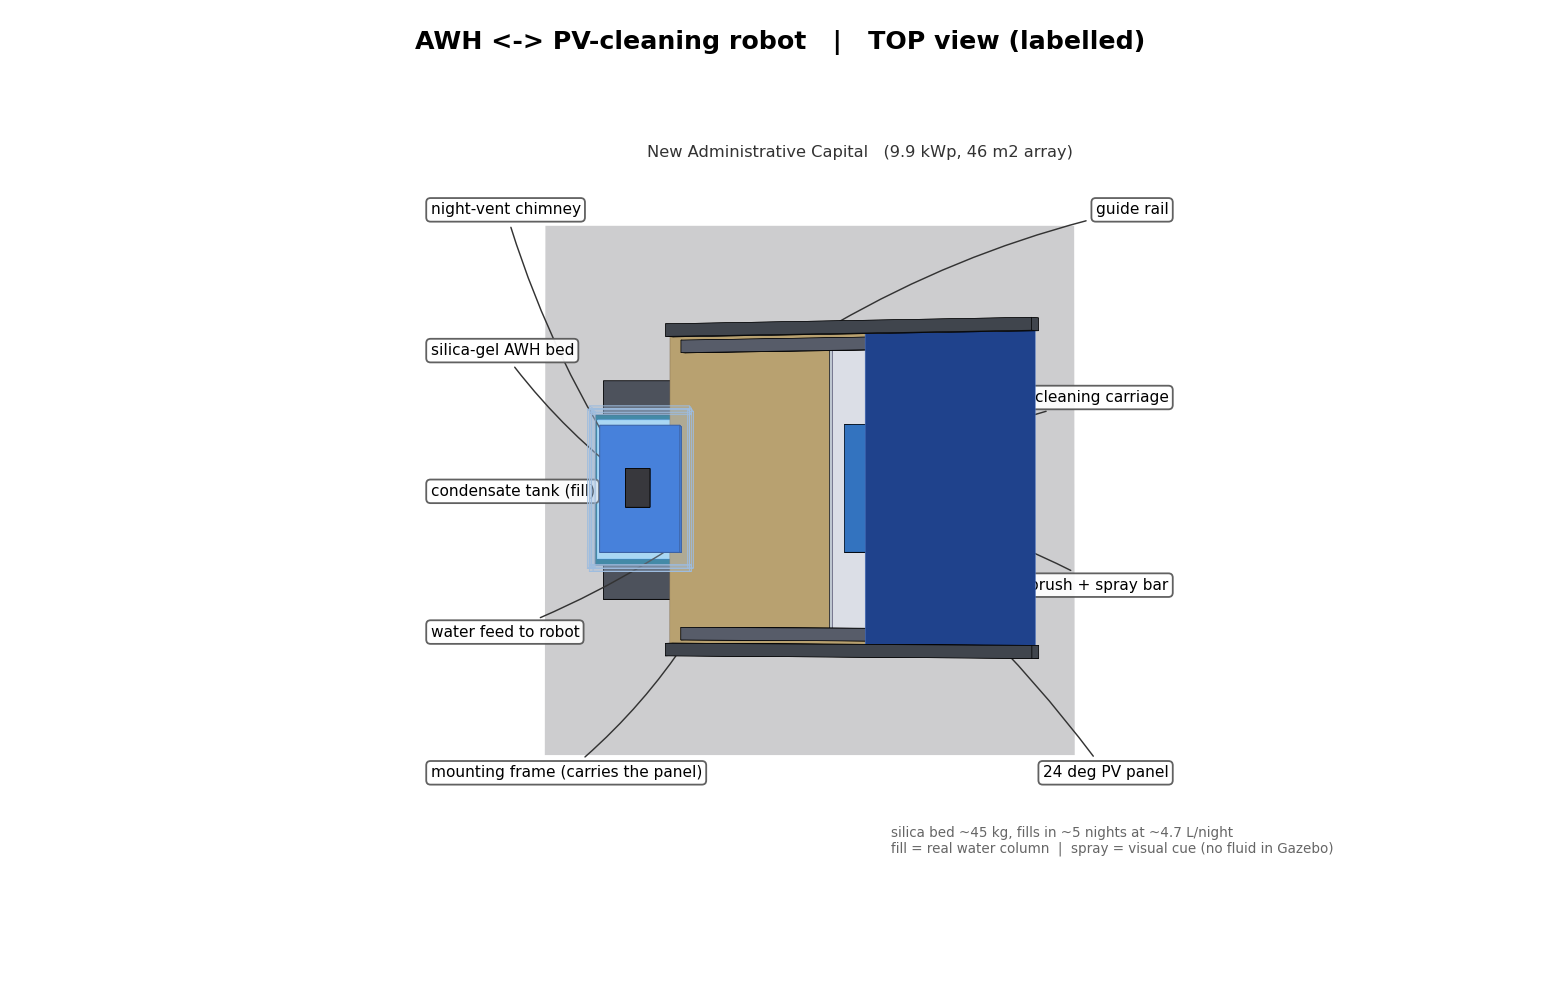 AWH <-> PV-cleaning robot | TOP view (labelled)
New Administrative Capital (9.9 kWp, 46 m2 array)
night-vent chimney
guide rail
silica-gel AWH bed
cleaning carriage
condensate tank (fill)
brush + spray bar
water feed to robot
mounting frame (carries the panel)
24 deg PV panel
silica bed ~45 kg, fills in ~5 nights at ~4.7 L/night
fill = real water column | spray = visual cue (no fluid in Gazebo)